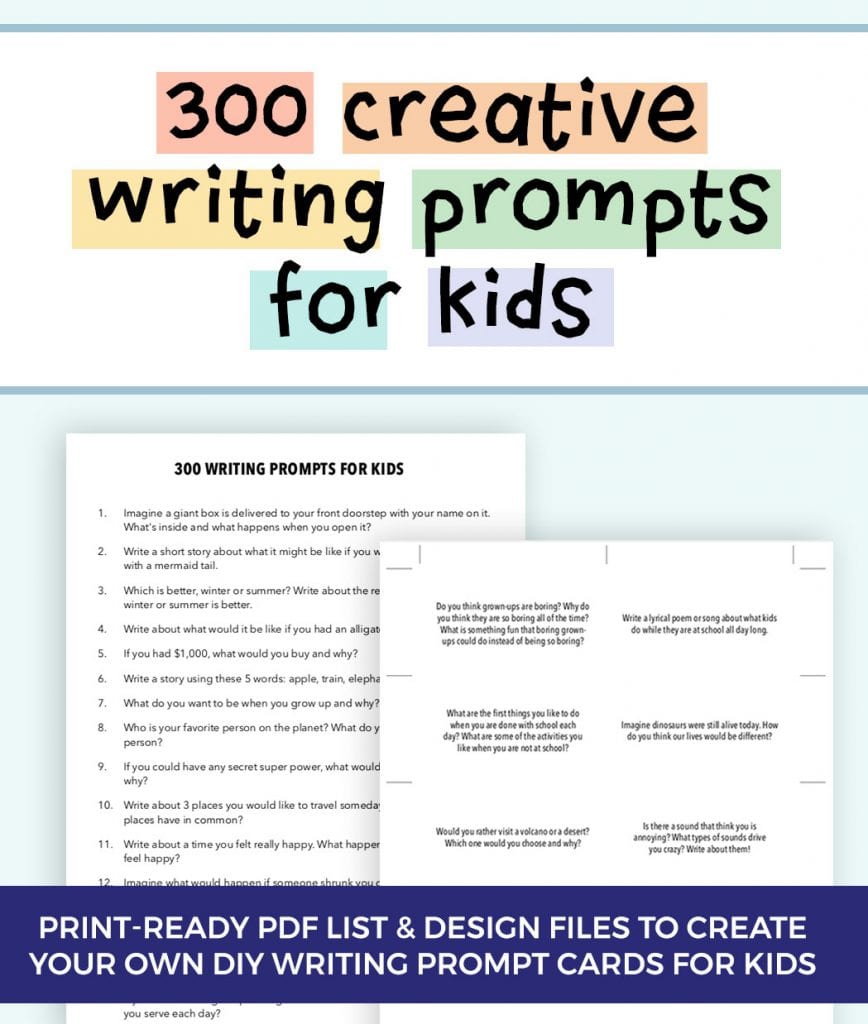 300 creative
writing prompts
for kids
300 WRITING PROMPTS FOR KIDS
1. Imagine a giant box is delivered to your front doorstep with your name on it.
What's inside and what happens when you open it?
2. Write a short story about what it might be like if you w
with a mermaid tail.
3. Which is better, winter or summer? Write about the re
winter or summer is better.
4. Write about what would it be like if you had an alligat
5. If you had $1,000, what would you buy and why?
6. Write a story using these 5 words: apple, train, elepha
7. What do you want to be when you grow up and why?
8. Who is your favorite person on the planet? What do y
person?
9. If you could have any secret super power, what would
why?
10. Write about 3 places you would like to travel someday
places have in common?
11. Write about a time you felt really happy. What happen
feel happy?
12. Imagine what would happen if someone shrunk you d
you serve each day?
Do you think grown-ups are boring? Why do
you think they are so boring all of the time?
What is something fun that boring grown-
ups could do instead of being so boring?
Write a lyrical poem or song about what kids
do while they are at school all day long.
What are the first things you like to do
when you are done with school each
day? What are some of the activities you
like when you are not at school?
Imagine dinosaurs were still alive today. How
do you think our lives would be different?
Would you rather visit a volcano or a desert?
Which one would you choose and why?
Is there a sound that think you is
annoying? What types of sounds drive
you crazy? Write about them!
PRINT-READY PDF LIST & DESIGN FILES TO CREATE
YOUR OWN DIY WRITING PROMPT CARDS FOR KIDS